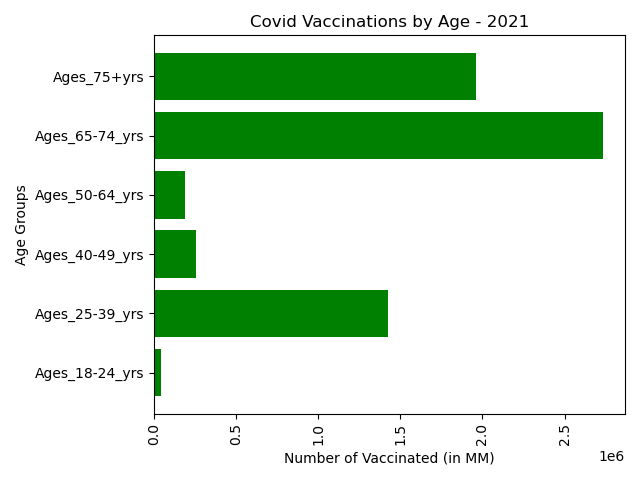 Covid Vaccinations by Age - 2021
Ages_75+yrs
Ages_65-74_yrs
Ages_50-64_yrs
Ages_40-49_yrs
Ages_25-39_yrs
Ages_18-24_yrs
Age Groups
0.0
0.5
1.0
1.5
2.0
2.5
1e6
Number of Vaccinated (in MM)